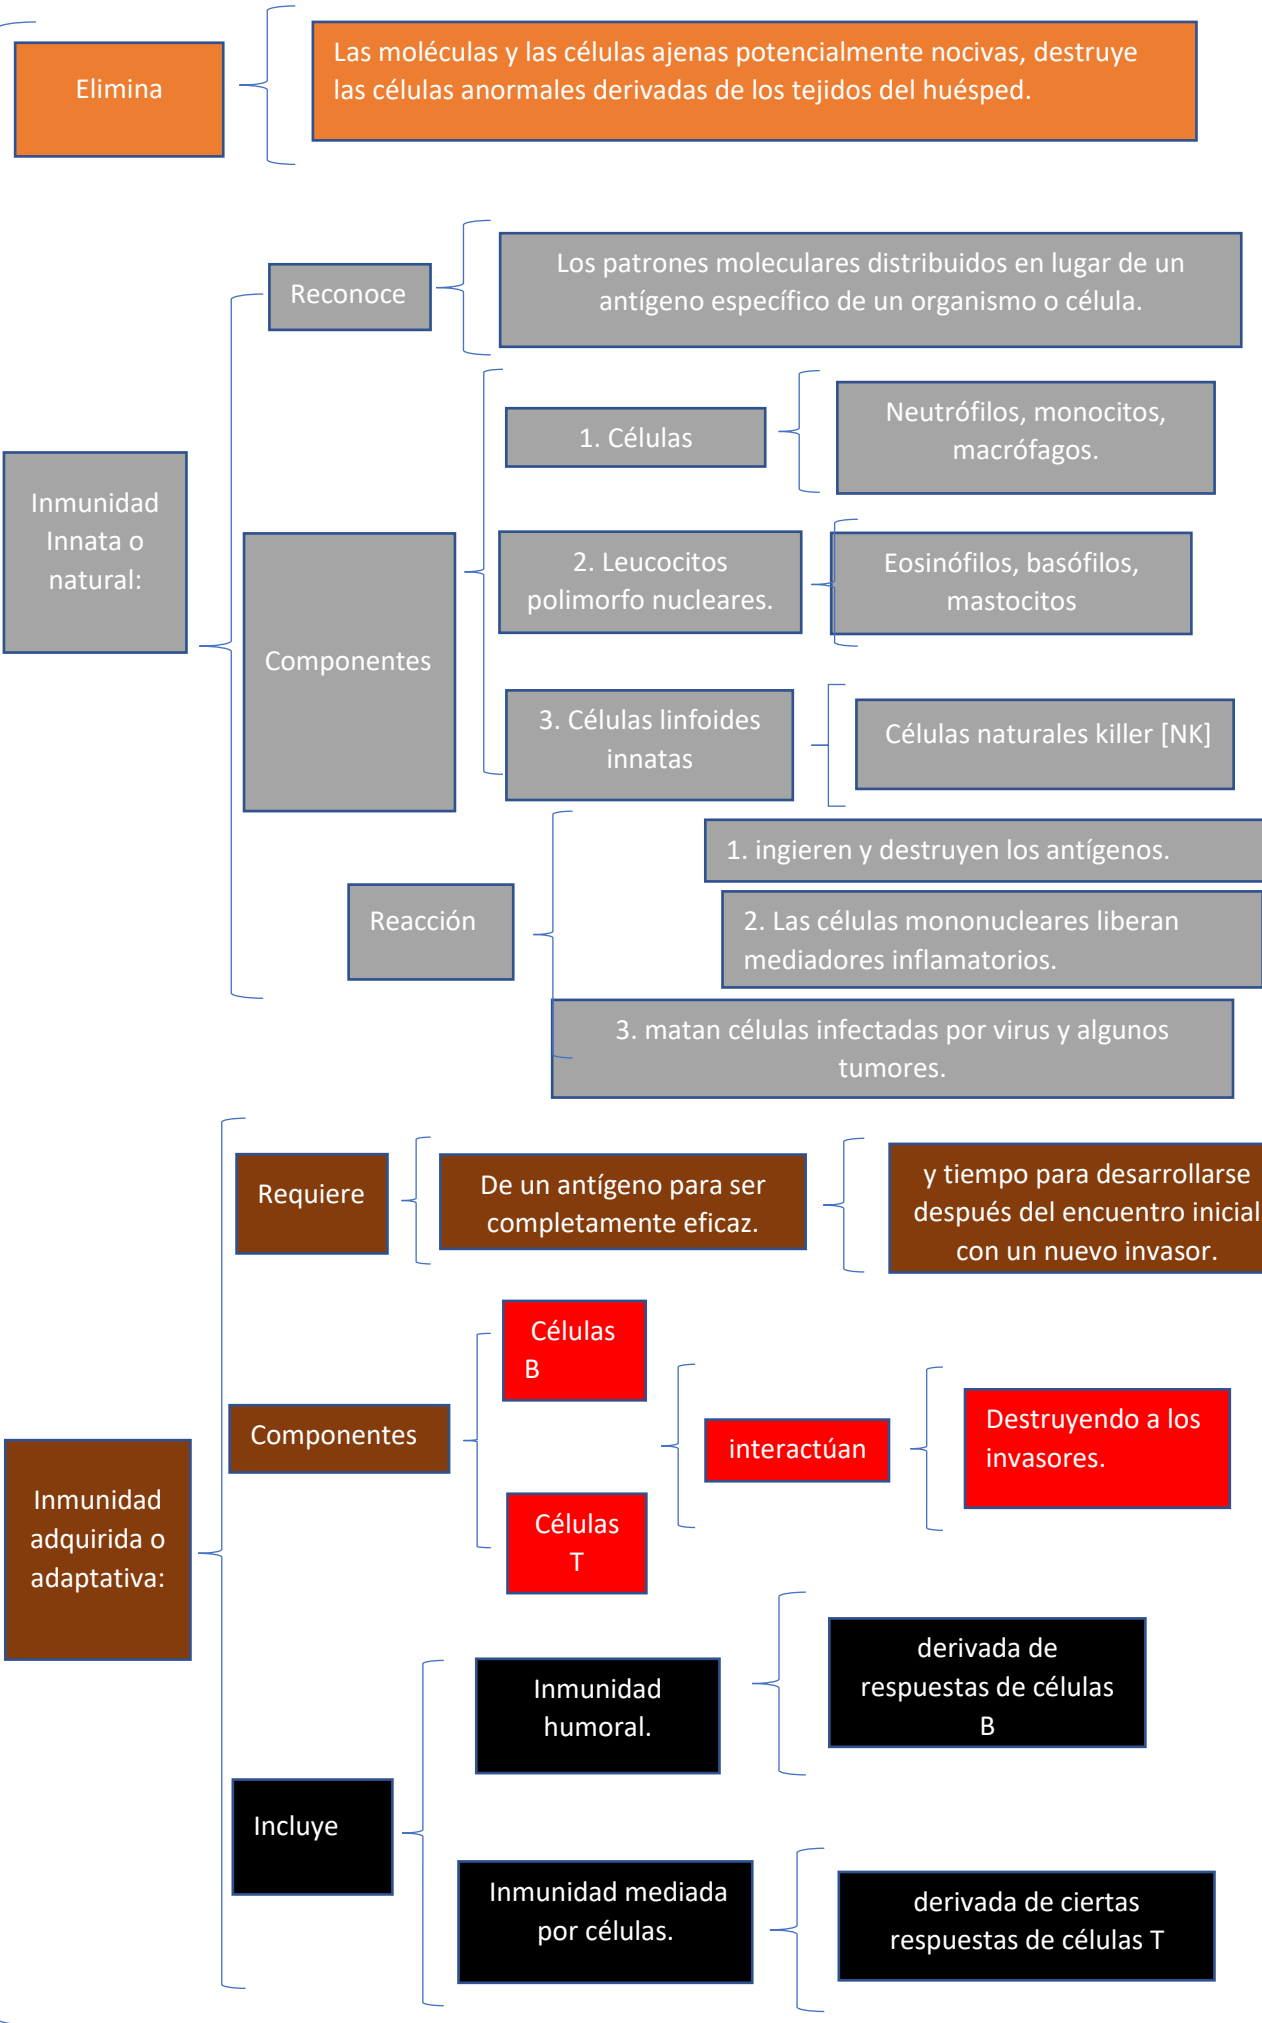 Elimina
Las moléculas y las células ajenas potencialmente nocivas, destruye
las células anormales derivadas de los tejidos del huésped.
Inmunidad
Innata o
natural:
Reconoce
Los patrones moleculares distribuidos en lugar de un
antígeno específico de un organismo o célula.
Componentes
1. Células
Neutrófilos, monocitos,
macrófagos.
2. Leucocitos
polimorfo nucleares.
Eosinófilos, basófilos,
mastocitos
3. Células linfoides
innatas
Células naturales killer [NK]
Reacción
1. ingieren y destruyen los antígenos.
2. Las células mononucleares liberan
mediadores inflamatorios.
3. matan células infectadas por virus y algunos
tumores.
Inmunidad
adquirida o
adaptativa:
Requiere
De un antígeno para ser
completamente eficaz.
y tiempo para desarrollarse
después del encuentro inicial
con un nuevo invasor.
Componentes
Células
B
Células
T
interactúan
Destruyendo a los
invasores.
Incluye
Inmunidad
humoral.
derivada de
respuestas de células
B
Inmunidad mediada
por células.
derivada de ciertas
respuestas de células T